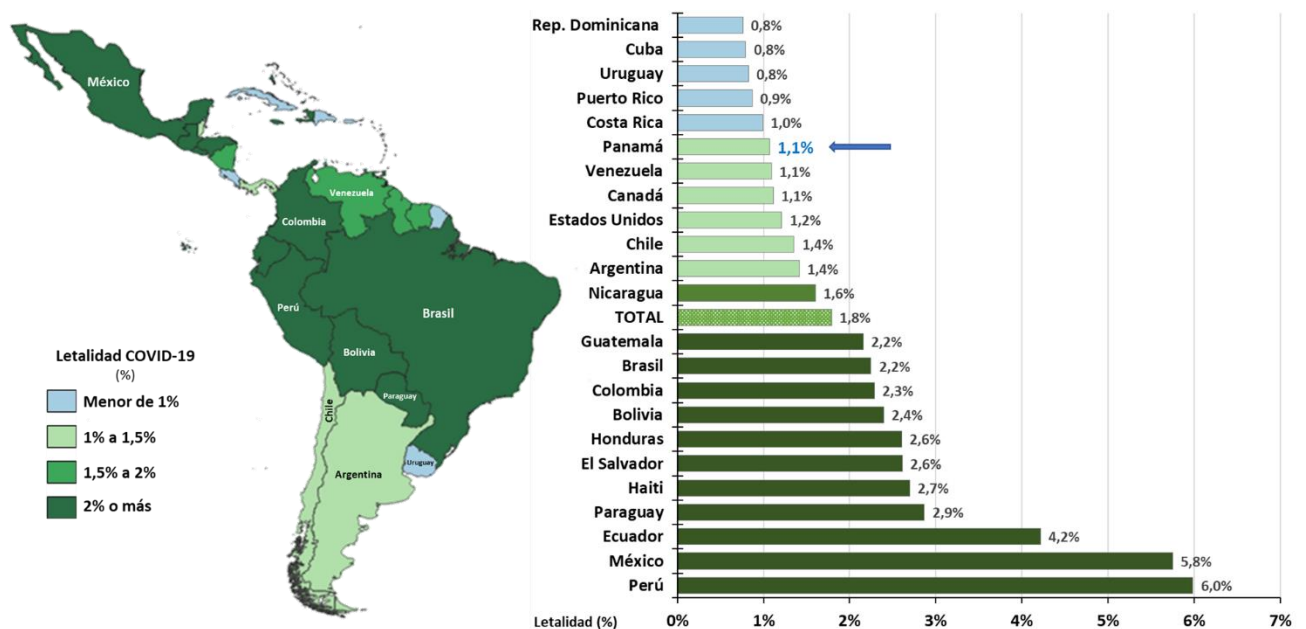 México
Venezuela
Colombia
Perú
Brasil
Bolivia
Paraguay
Chile
Argentina
Uruguay
Letalidad COVID-19
(%)
Menor de 1%
1% a 1,5%
1,5% a 2%
2% o más
Rep. Dominicana 0,8%
Cuba 0,8%
Uruguay 0,8%
Puerto Rico 0,9%
Costa Rica 1,0%
Panamá 1,1%
Venezuela 1,1%
Canadá 1,1%
Estados Unidos 1,2%
Chile 1,4%
Argentina 1,4%
Nicaragua 1,6%
TOTAL 1,8%
Guatemala 2,2%
Brasil 2,2%
Colombia 2,3%
Bolivia 2,4%
Honduras 2,6%
El Salvador 2,6%
Haiti 2,7%
Paraguay 2,9%
Ecuador 4,2%
México 5,8%
Perú 6,0%
Letalidad (%) 0% 1% 2% 3% 4% 5% 6% 7%